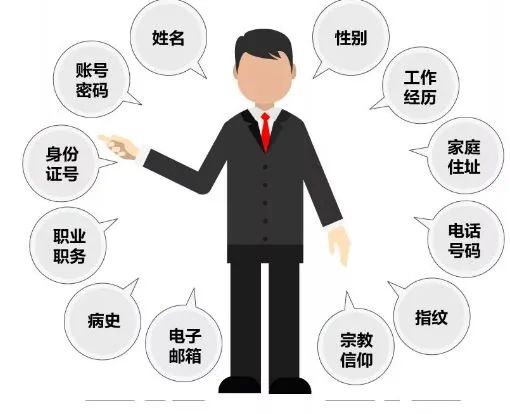 姓名
性别
账号
密码
工作
经历
身份
证号
家庭
住址
职业
职务
电话
号码
病史
指纹
电子
邮箱
宗教
信仰